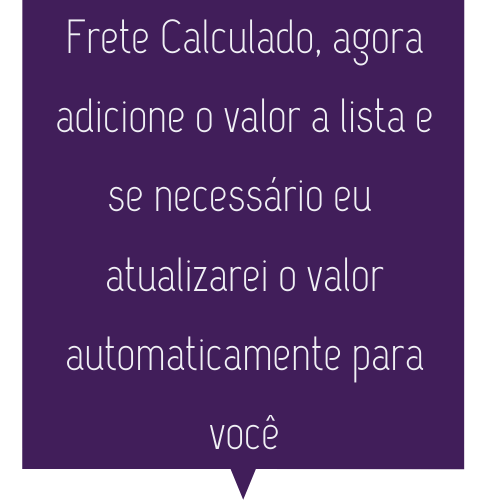 Frete Calculado, agora
adicione o valor a lista e
se necessário eu
atualizarei o valor
automaticamente para
você